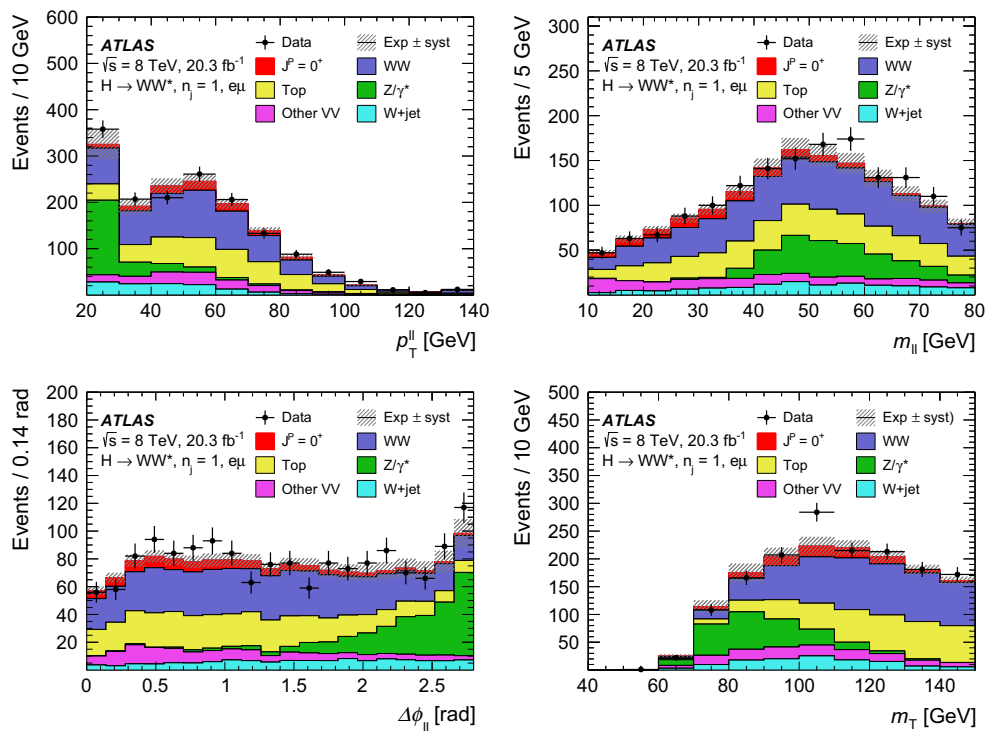 Events / 10 GeV
600
500
400
300
200
100
ATLAS
√s = 8 TeV, 20.3 fb⁻¹
H→WW*, nⱼ = 1, eμ
Data
Exp ± syst
Jᴾ = 0⁺
WW
Top
Z/γ*
Other VV
W+jet
20 40 60 80 100 120 140
p_T^ll [GeV]
Events / 5 GeV
300
250
200
150
100
50
ATLAS
√s = 8 TeV, 20.3 fb⁻¹
H→WW*, nⱼ = 1, eμ
Data
Exp ± syst
Jᴾ = 0⁺
WW
Top
Z/γ*
Other VV
W+jet
10 20 30 40 50 60 70 80
m_ll [GeV]
Events / 0.14 rad
200
180
160
140
120
100
80
60
40
20
ATLAS
√s = 8 TeV, 20.3 fb⁻¹
H→WW*, nⱼ = 1, eμ
Data
Exp ± syst
Jᴾ = 0⁺
WW
Top
Z/γ*
Other VV
W+jet
0 0.5 1 1.5 2 2.5
Δϕ_ll [rad]
Events / 10 GeV
500
450
400
350
300
250
200
150
100
50
ATLAS
√s = 8 TeV, 20.3 fb⁻¹
H→WW*, nⱼ = 1, eμ
Data
Exp ± syst)
Jᴾ = 0⁺
WW
Top
Z/γ*
Other VV
W+jet
40 60 80 100 120 140
m_T [GeV]